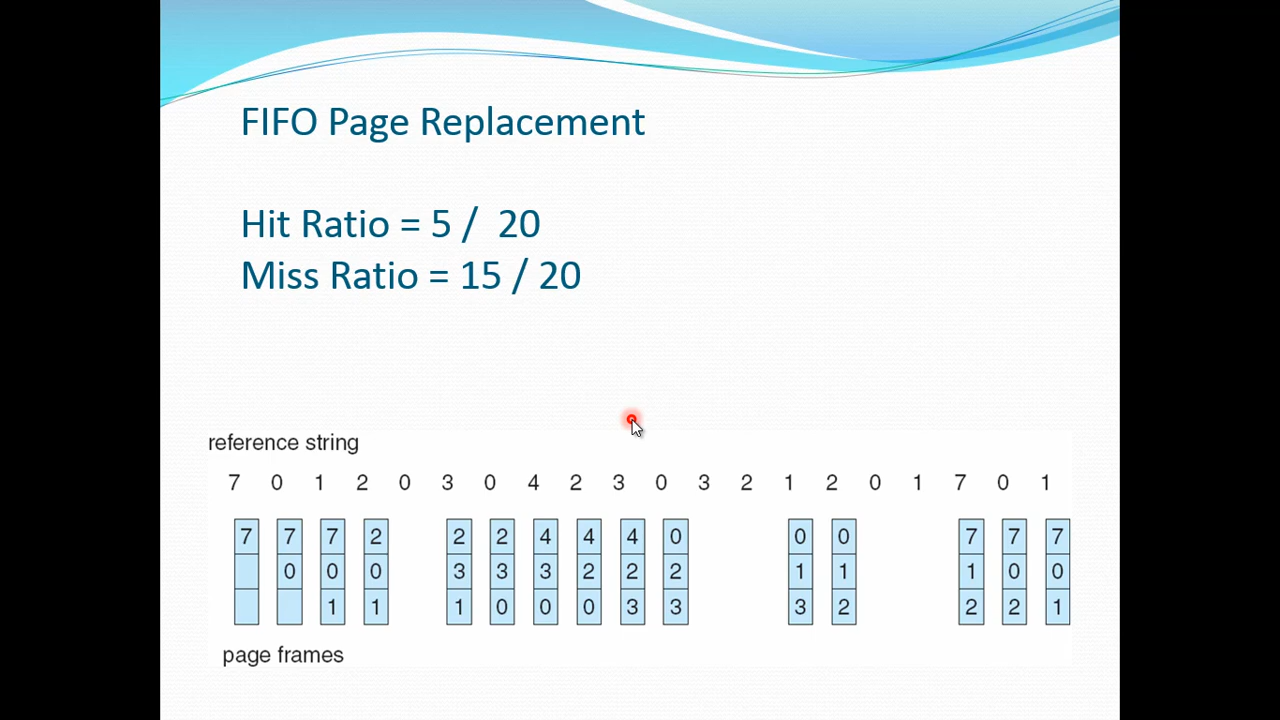 FIFO Page Replacement
Hit Ratio = 5 /  20
Miss Ratio = 15 / 20
reference string
7 0 1 2 0 3 0 4 2 3 0 3 2 1 2 0 1 7 0 1
7 7 7 2 2 2 4 4 4 0 0 0 7 7 7
0 0 0 3 3 3 2 2 2 1 1 1 0 0
1 1 1 0 0 0 3 3 3 2 2 2 1
page frames